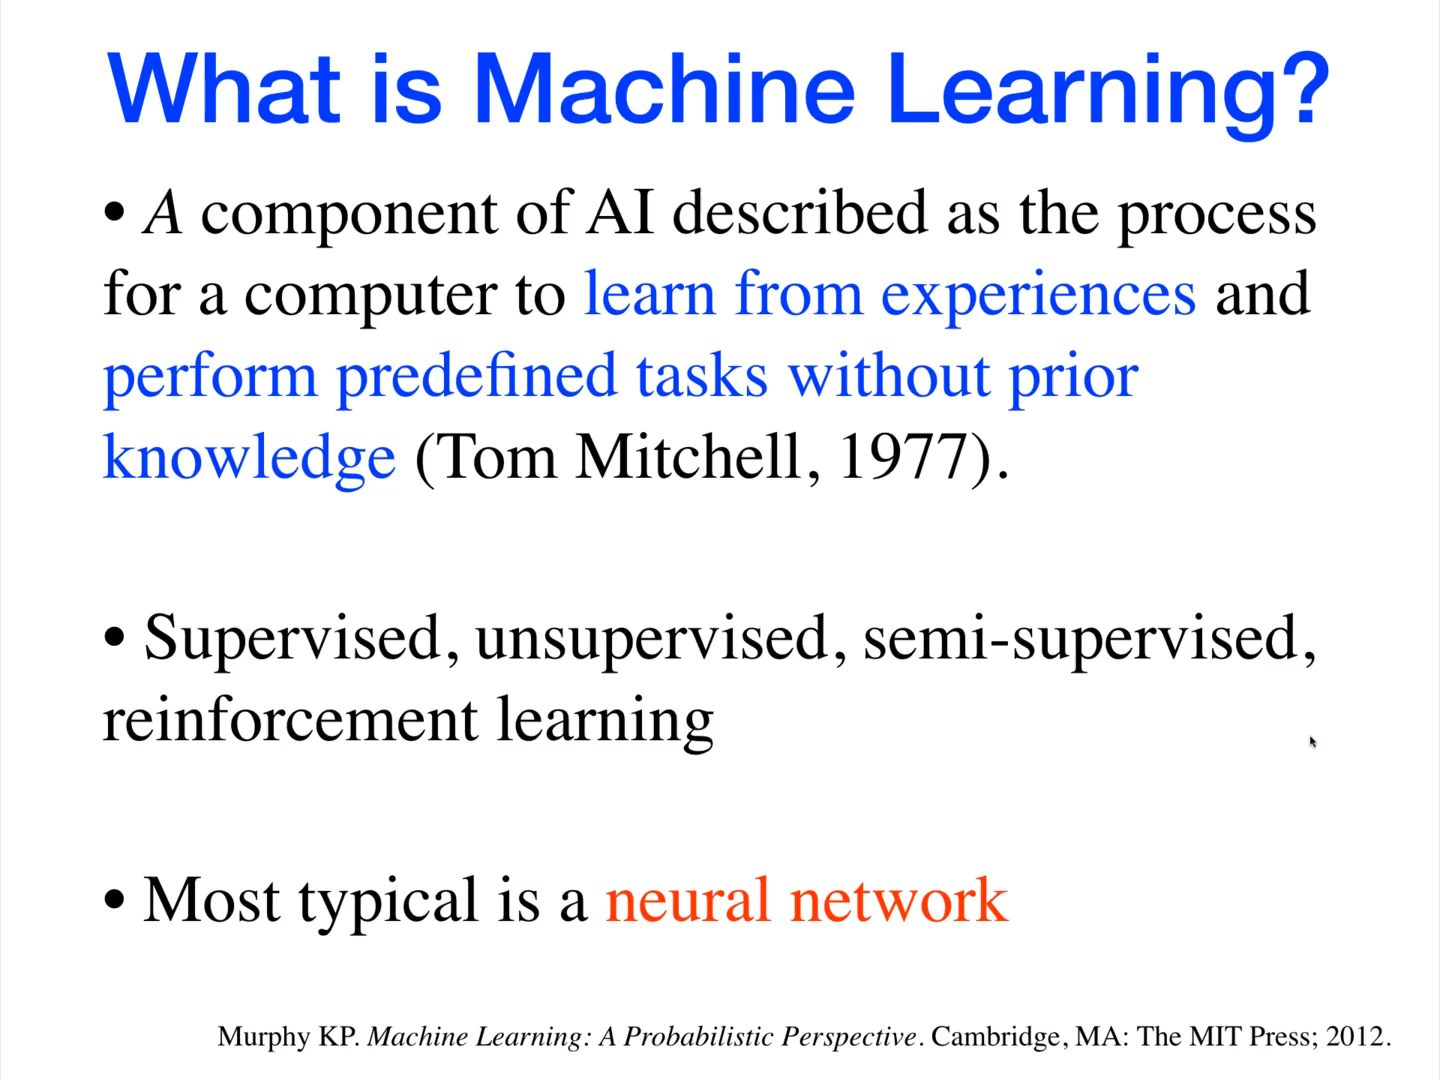 What is Machine Learning?
• A component of AI described as the process
for a computer to learn from experiences and
perform predefined tasks without prior
knowledge (Tom Mitchell, 1977).
• Supervised, unsupervised, semi-supervised,
reinforcement learning
• Most typical is a neural network
Murphy KP. Machine Learning: A Probabilistic Perspective. Cambridge, MA: The MIT Press; 2012.